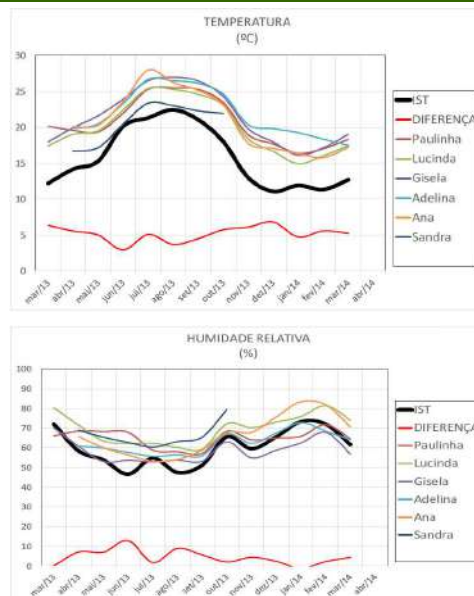 TEMPERATURA
(ºC)
30
25
20
15
10
5
0
mar/13 abr/13 mai/13 jun/13 jul/13 ago/13 set/13 out/13 nov/13 dez/13 jan/14 fev/14 mar/14 abr/14
IST
DIFERENÇA
Paulinha
Lucinda
Gisela
Adelina
Ana
Sandra
HUMIDADE RELATIVA
(%)
100
90
80
70
60
50
40
30
20
10
0
mar/13 abr/13 mai/13 jun/13 jul/13 ago/13 set/13 out/13 nov/13 dez/13 jan/14 fev/14 mar/14 abr/14
IST
DIFERENÇA
Paulinha
Lucinda
Gisela
Adelina
Ana
Sandra